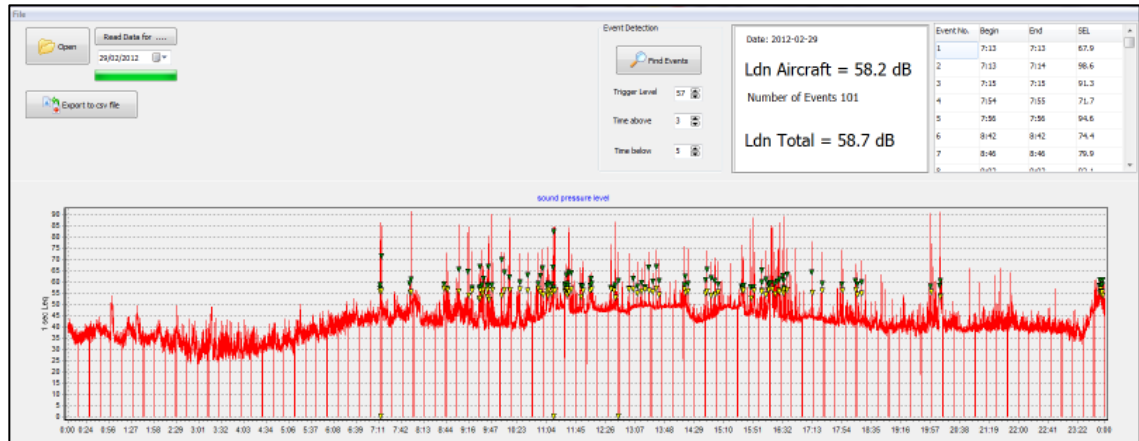 File
Open
Read Data for ....
29/02/2012
Export to csv file
Event Detection
Find Events
Trigger Level 57
Time above 3
Time below 5
Date: 2012-02-29
Ldn Aircraft = 58.2 dB
Number of Events 101
Ldn Total = 58.7 dB
Event No. Begin End SEL
1 7:13 7:13 67.9
2 7:13 7:14 98.6
3 7:15 7:15 91.3
4 7:54 7:55 71.7
5 7:56 7:56 94.6
6 8:42 8:42 74.4
7 8:46 8:46 79.9
sound pressure level
90
85
80
75
70
65
60
55
50
45
40
35
30
25
20
15
10
5
0
0:00 0:24 0:56 1:27 1:58 2:29 3:01 3:32 4:03 4:34 5:06 5:37 6:08 6:39 7:11 7:42 8:13 8:44 9:16 9:47 10:23 11:04 11:45 12:26 13:07 13:48 14:29 15:10 15:51 16:32 17:13 17:54 18:35 19:16 19:57 20:38 21:19 22:00 22:41 23:22 0:00